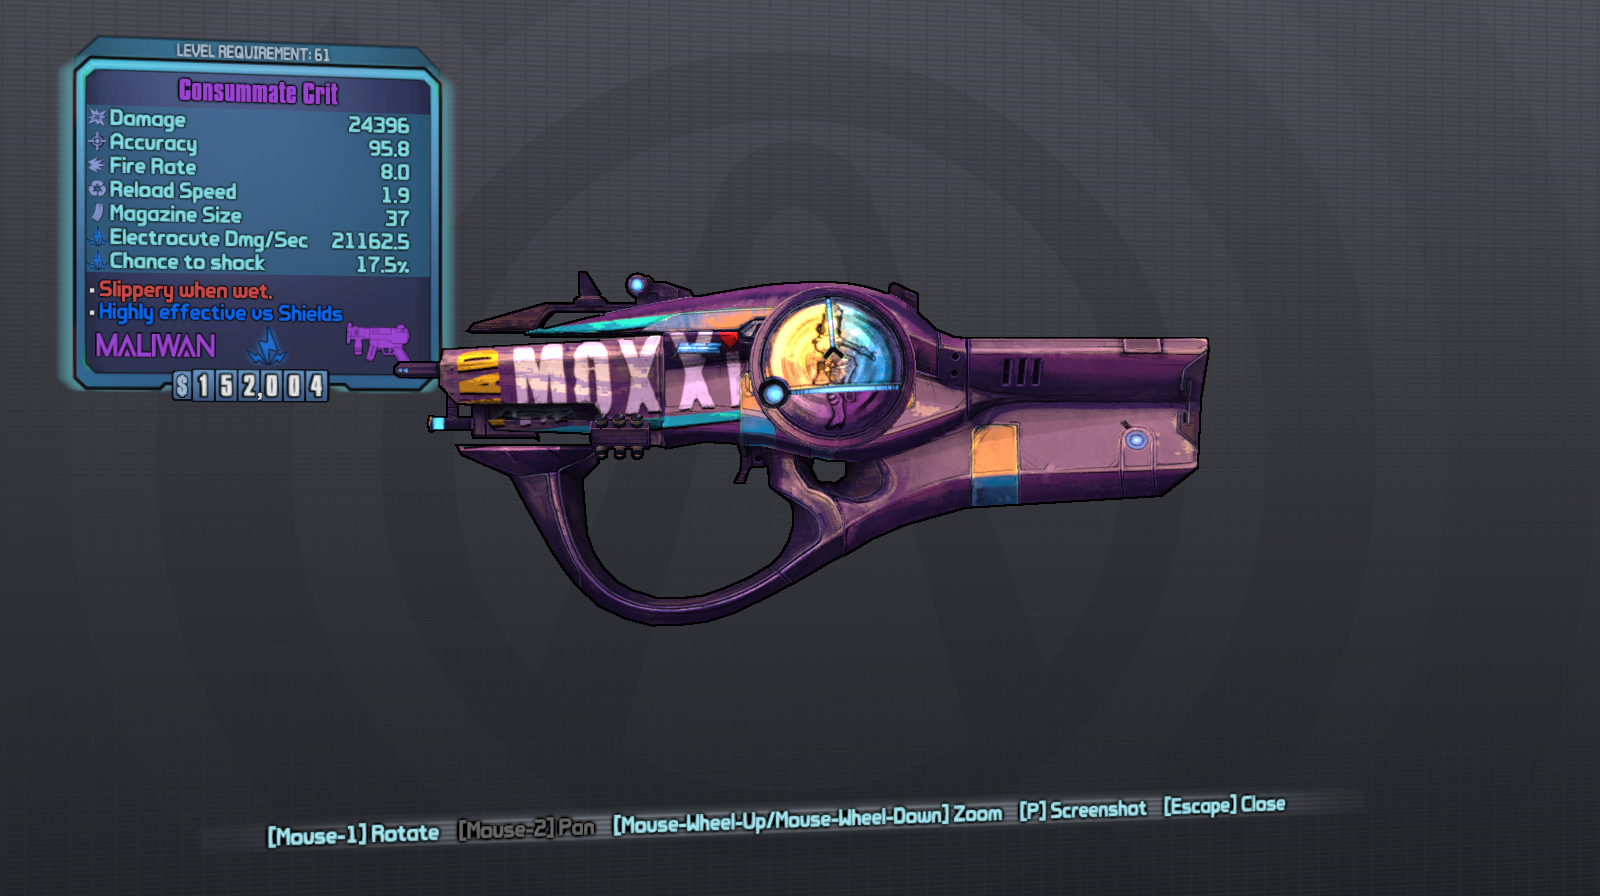 LEVEL REQUIREMENT: 61
Consummate Crit
Damage 24396
Accuracy 95.8
Fire Rate 8.0
Reload Speed 1.9
Magazine Size 37
Electrocute Dmg/Sec 21162.5
Chance to shock 17.5%
Slippery when wet.
Highly effective vs Shields
MALIWAN
$152,004
MOXXI
[Mouse-1] Rotate [Mouse-2] Pan [Mouse-Wheel-Up/Mouse-Wheel-Down] Zoom [P] Screenshot [Escape] Close